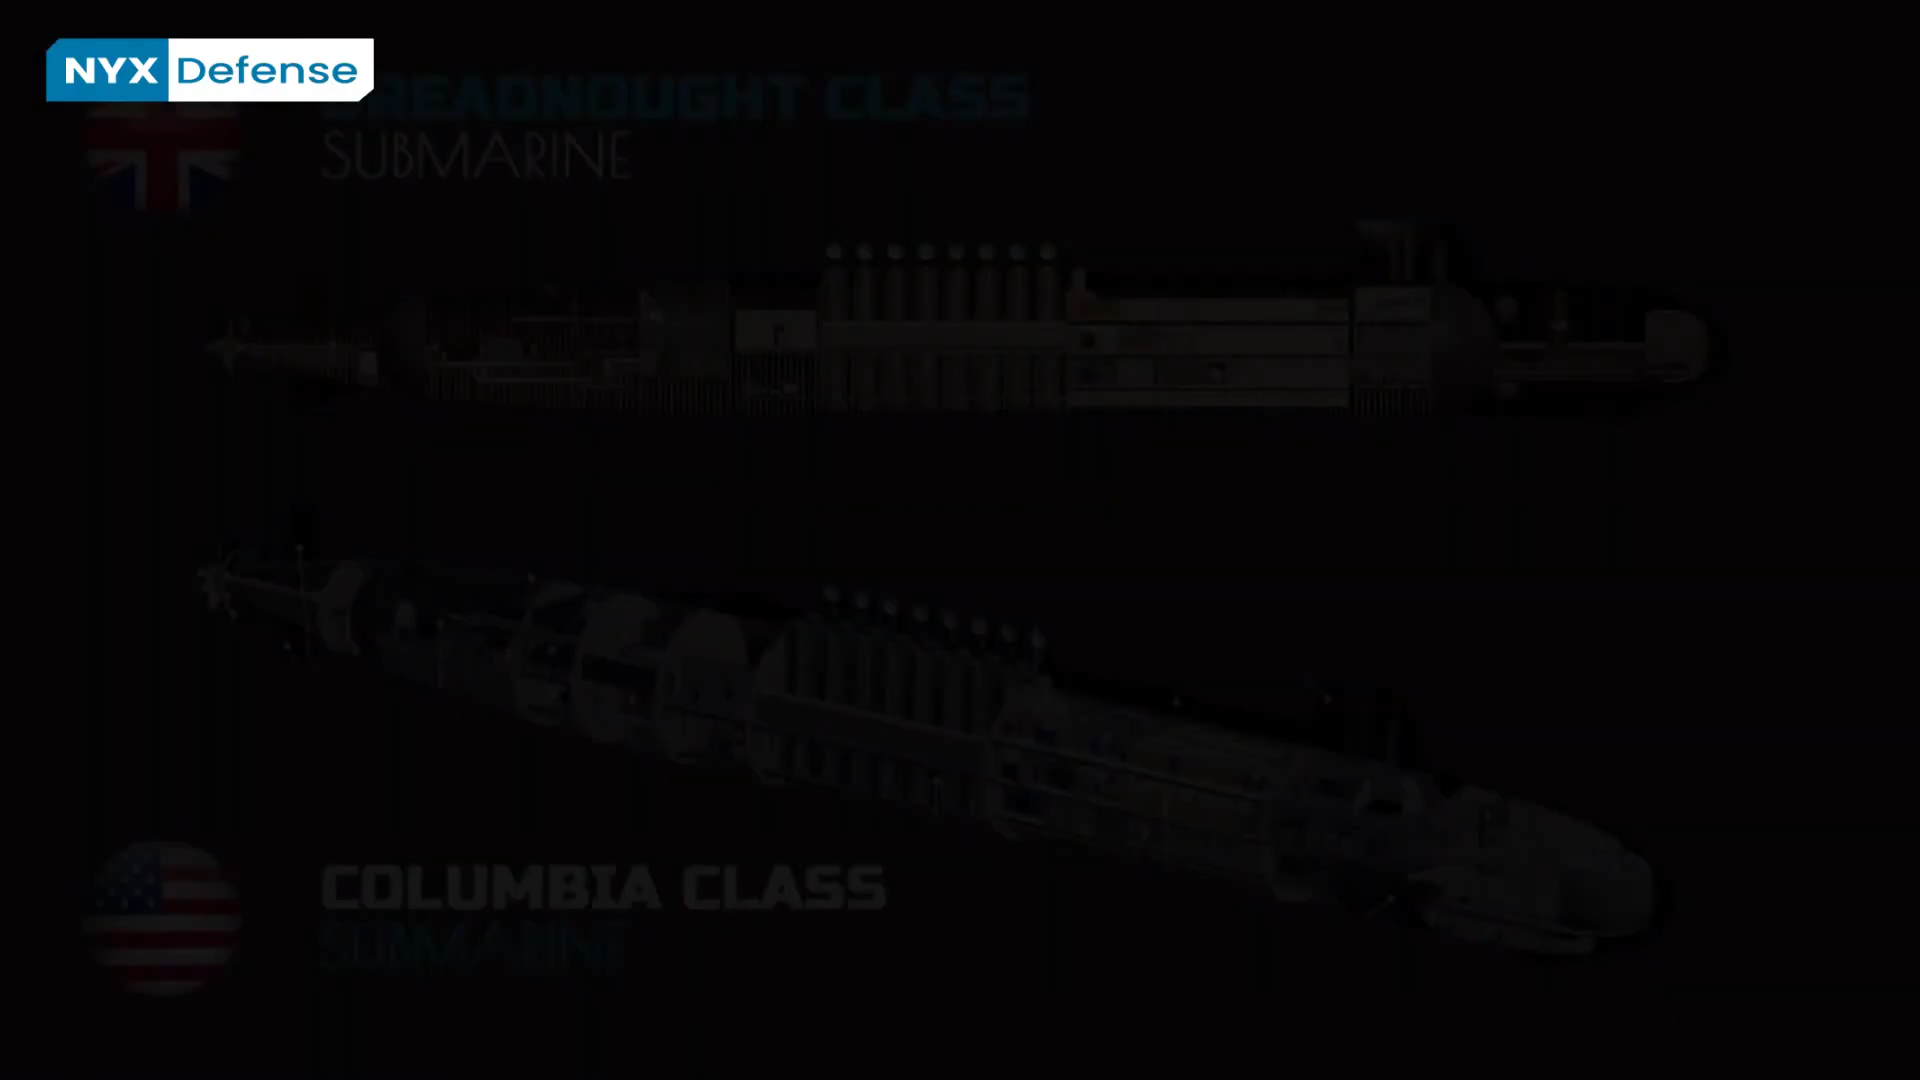 NYX Defense
DREADNOUGHT CLASS
SUBMARINE
COLUMBIA CLASS
SUBMARINE